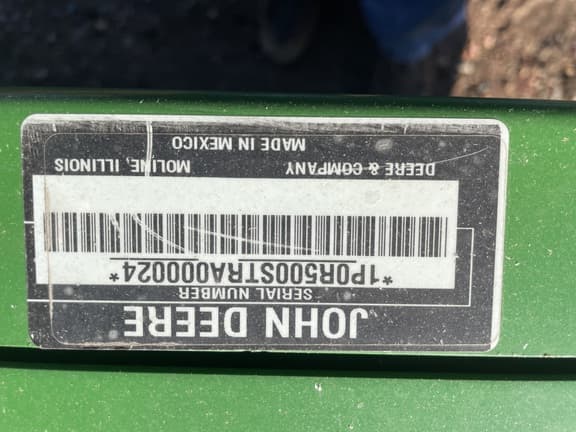 JOHN DEERE
SERIAL NUMBER
*1P0R500STRA000024*
DEERE & COMPANY MOLINE, ILLINOIS
MADE IN MEXICO